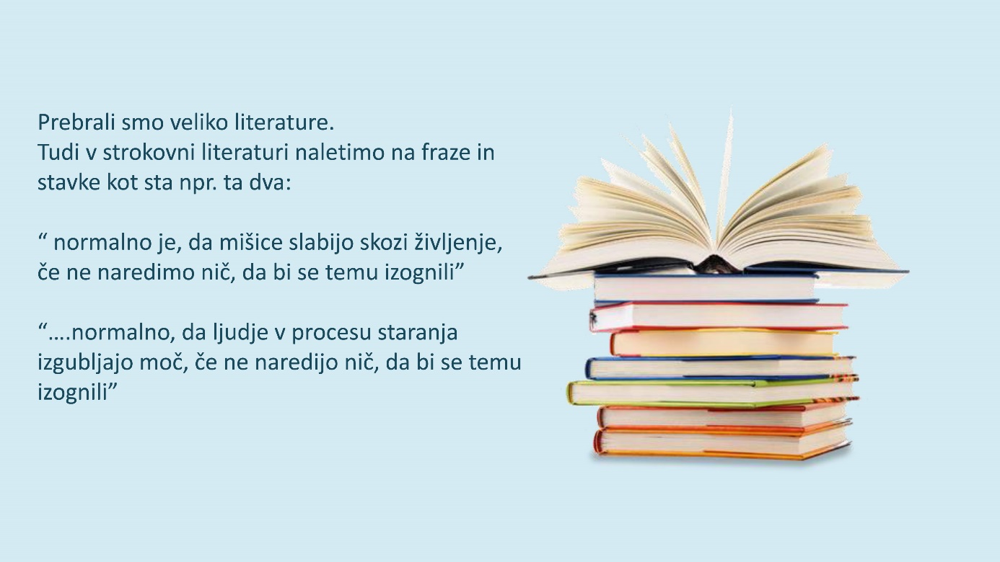 Prebrali smo veliko literature.
Tudi v strokovni literaturi naletimo na fraze in
stavke kot sta npr. ta dva:
“ normalno je, da mišice slabijo skozi življenje,
če ne naredimo nič, da bi se temu izognili”
“….normalno, da ljudje v procesu staranja
izgubljajo moč, če ne naredijo nič, da bi se temu
izognili”